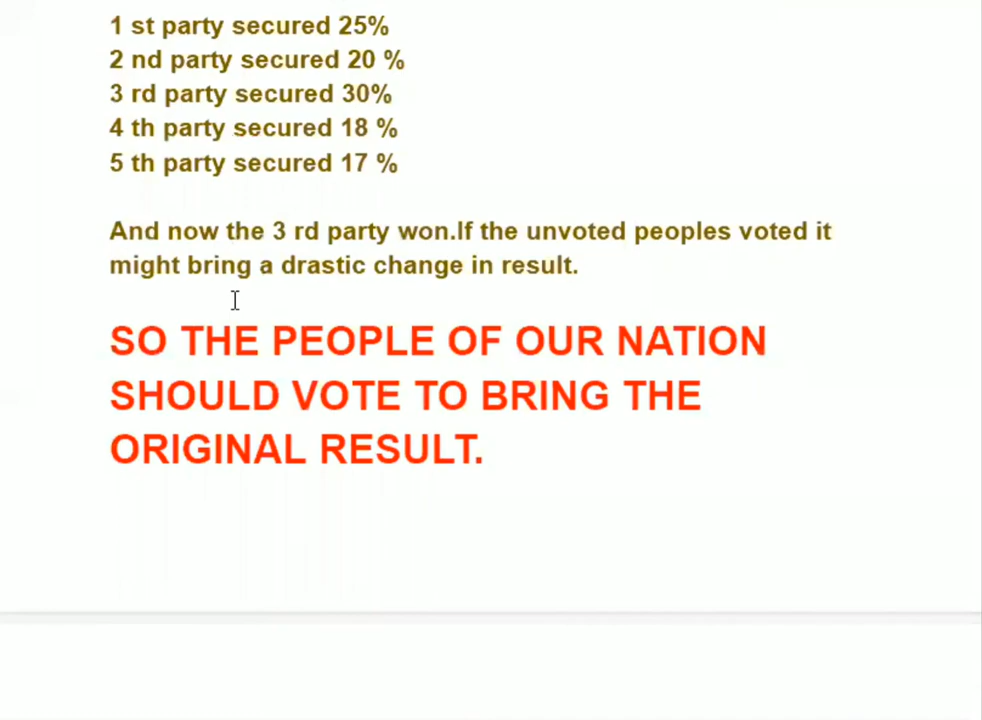 1 st party secured 25%
2 nd party secured 20 %
3 rd party secured 30%
4 th party secured 18 %
5 th party secured 17 %
And now the 3 rd party won.If the unvoted peoples voted it
might bring a drastic change in result.
SO THE PEOPLE OF OUR NATION
SHOULD VOTE TO BRING THE
ORIGINAL RESULT.